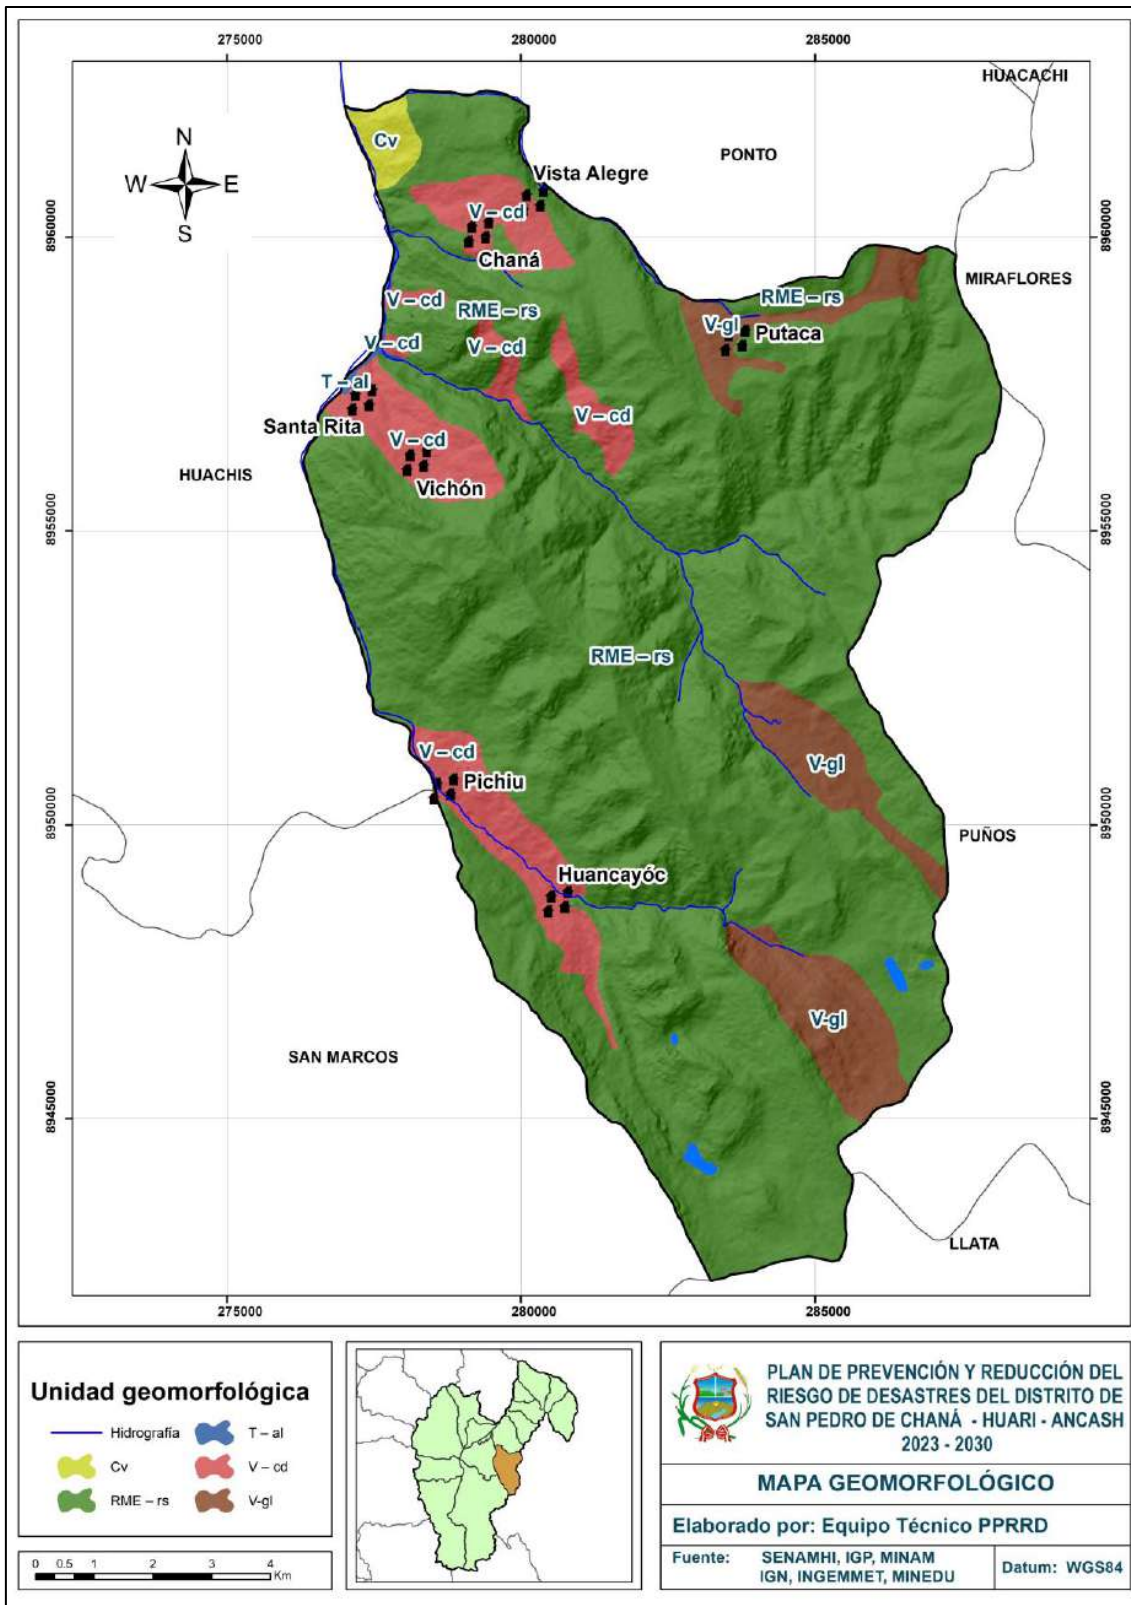 275000
280000
285000
HUACACHI
Cv
PONTO
N
W
E
S
Vista Alegre
V – cd
8960000
8960000
Chaná
MIRAFLORES
V – cd
RME – rs
RME – rs
V-gl
Putaca
V – cd
V – cd
T – al
V – cd
Santa Rita
V – cd
HUACHIS
Vichón
8955000
8955000
RME – rs
V – cd
Pichiu
V-gl
8950000
8950000
PUÑOS
Huancayóc
V-gl
SAN MARCOS
8945000
8945000
LLATA
275000
280000
285000
Unidad geomorfológica
Hidrografía
T – al
Cv
V – cd
RME – rs
V-gl
0 0.5 1 2 3 4
Km
PLAN DE PREVENCIÓN Y REDUCCIÓN DEL
RIESGO DE DESASTRES DEL DISTRITO DE
SAN PEDRO DE CHANÁ - HUARI - ANCASH
2023 - 2030
MAPA GEOMORFOLÓGICO
Elaborado por: Equipo Técnico PPRRD
Fuente: SENAMHI, IGP, MINAM
IGN, INGEMMET, MINEDU
Datum: WGS84